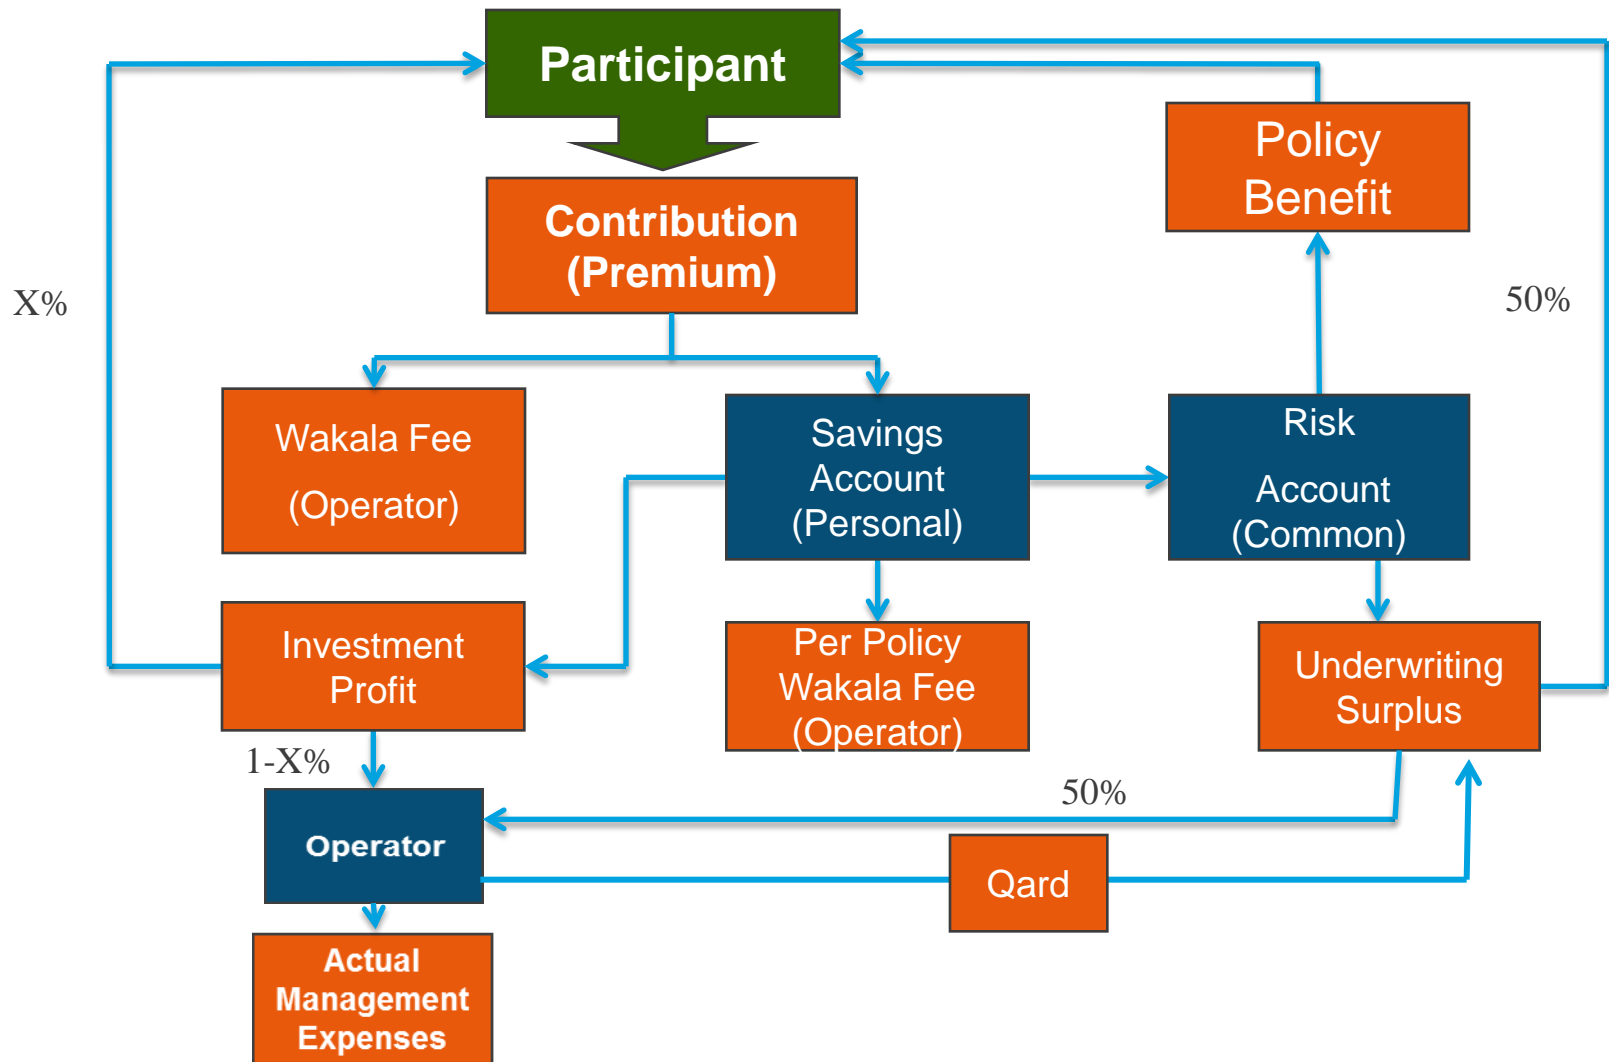 Participant
Policy
Benefit
Contribution
(Premium)
X%
50%
Wakala Fee
(Operator)
Savings
Account
(Personal)
Risk
Account
(Common)
Investment
Profit
Per Policy
Wakala Fee
(Operator)
Underwriting
Surplus
1-X%
50%
Operator
Qard
Actual
Management
Expenses